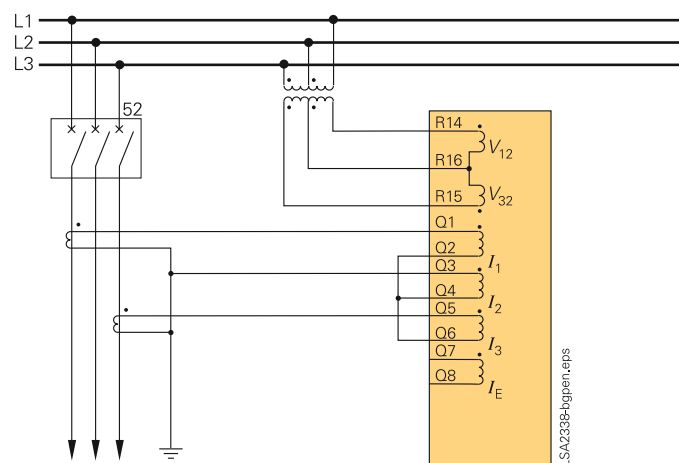 L1
L2
L3
52
R14
V12
R16
R15
V32
Q1
Q2
I1
Q3
Q4
I2
Q5
Q6
I3
Q7
Q8
IE
LSA2338-bgpen.eps